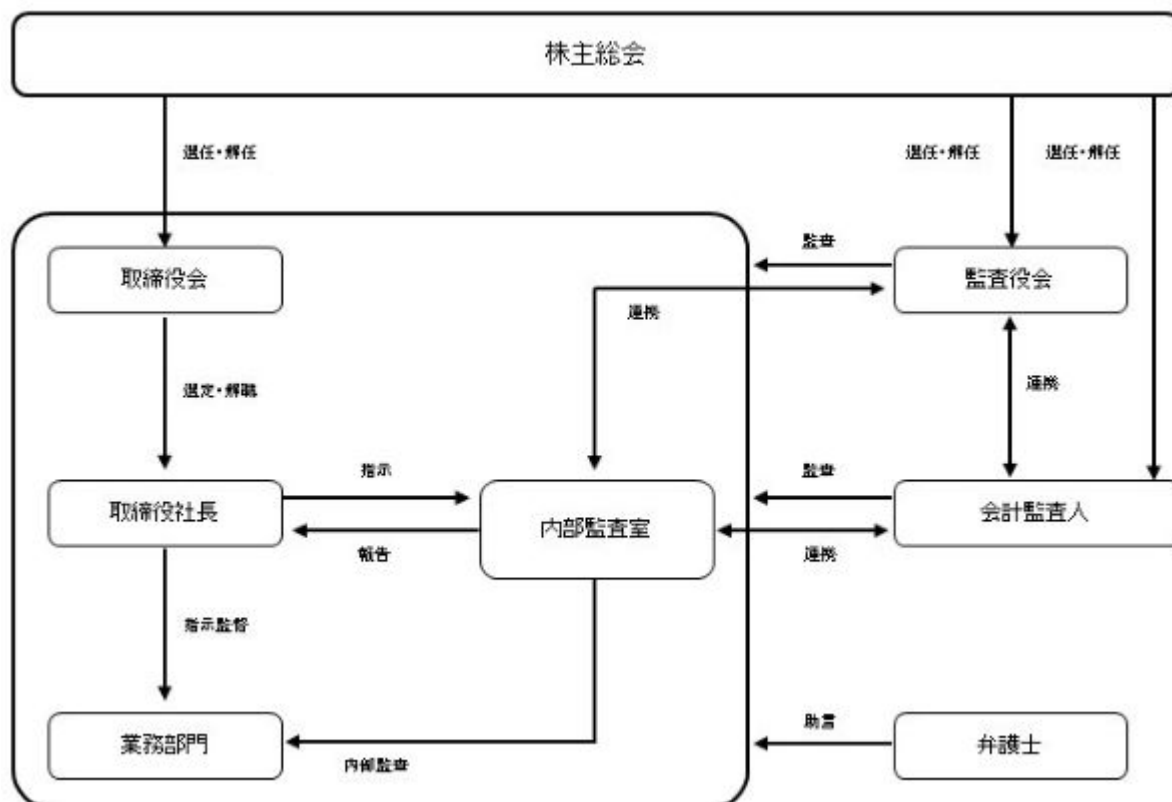 株主総会
選任・解任
選任・解任
選任・解任
取締役会
監査
監査役会
連携
選定・解職
連携
取締役社長
指示
報告
内部監査室
監査
連携
会計監査人
指示監督
業務部門
内部監査
助言
弁護士